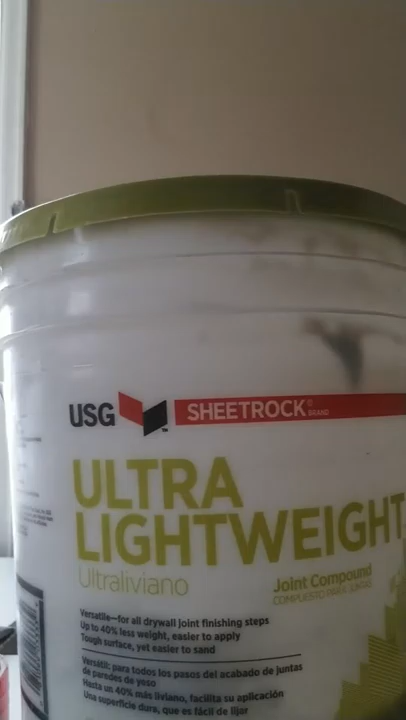 USG SHEETROCK® BRAND
ULTRA
LIGHTWEIGHT
Ultraliviano
Joint Compound
COMPUESTO PARA JUNTAS
Versatile—for all drywall joint finishing steps
Up to 40% less weight, easier to apply
Tough surface, yet easier to sand
Versátil: para todos los pasos del acabado de juntas
de paredes de yeso
Hasta un 40% más liviano, facilita su aplicación
Una superficie dura, que es fácil de lijar